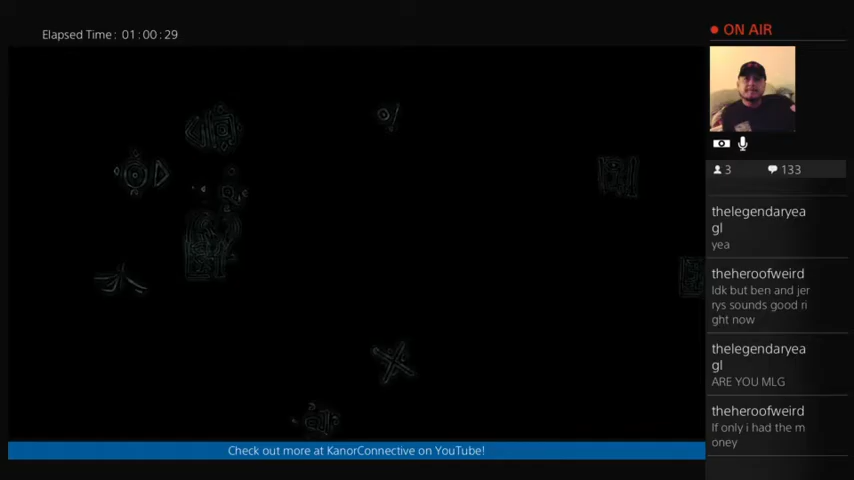 Elapsed Time: 01:00:29
ON AIR
3
133
thelegendaryea
gl
yea
theheroofweird
Idk but ben and jer
rys sounds good ri
ght now
thelegendaryea
gl
ARE YOU MLG
theheroofweird
If only i had the m
oney
Check out more at KanorConnective on YouTube!